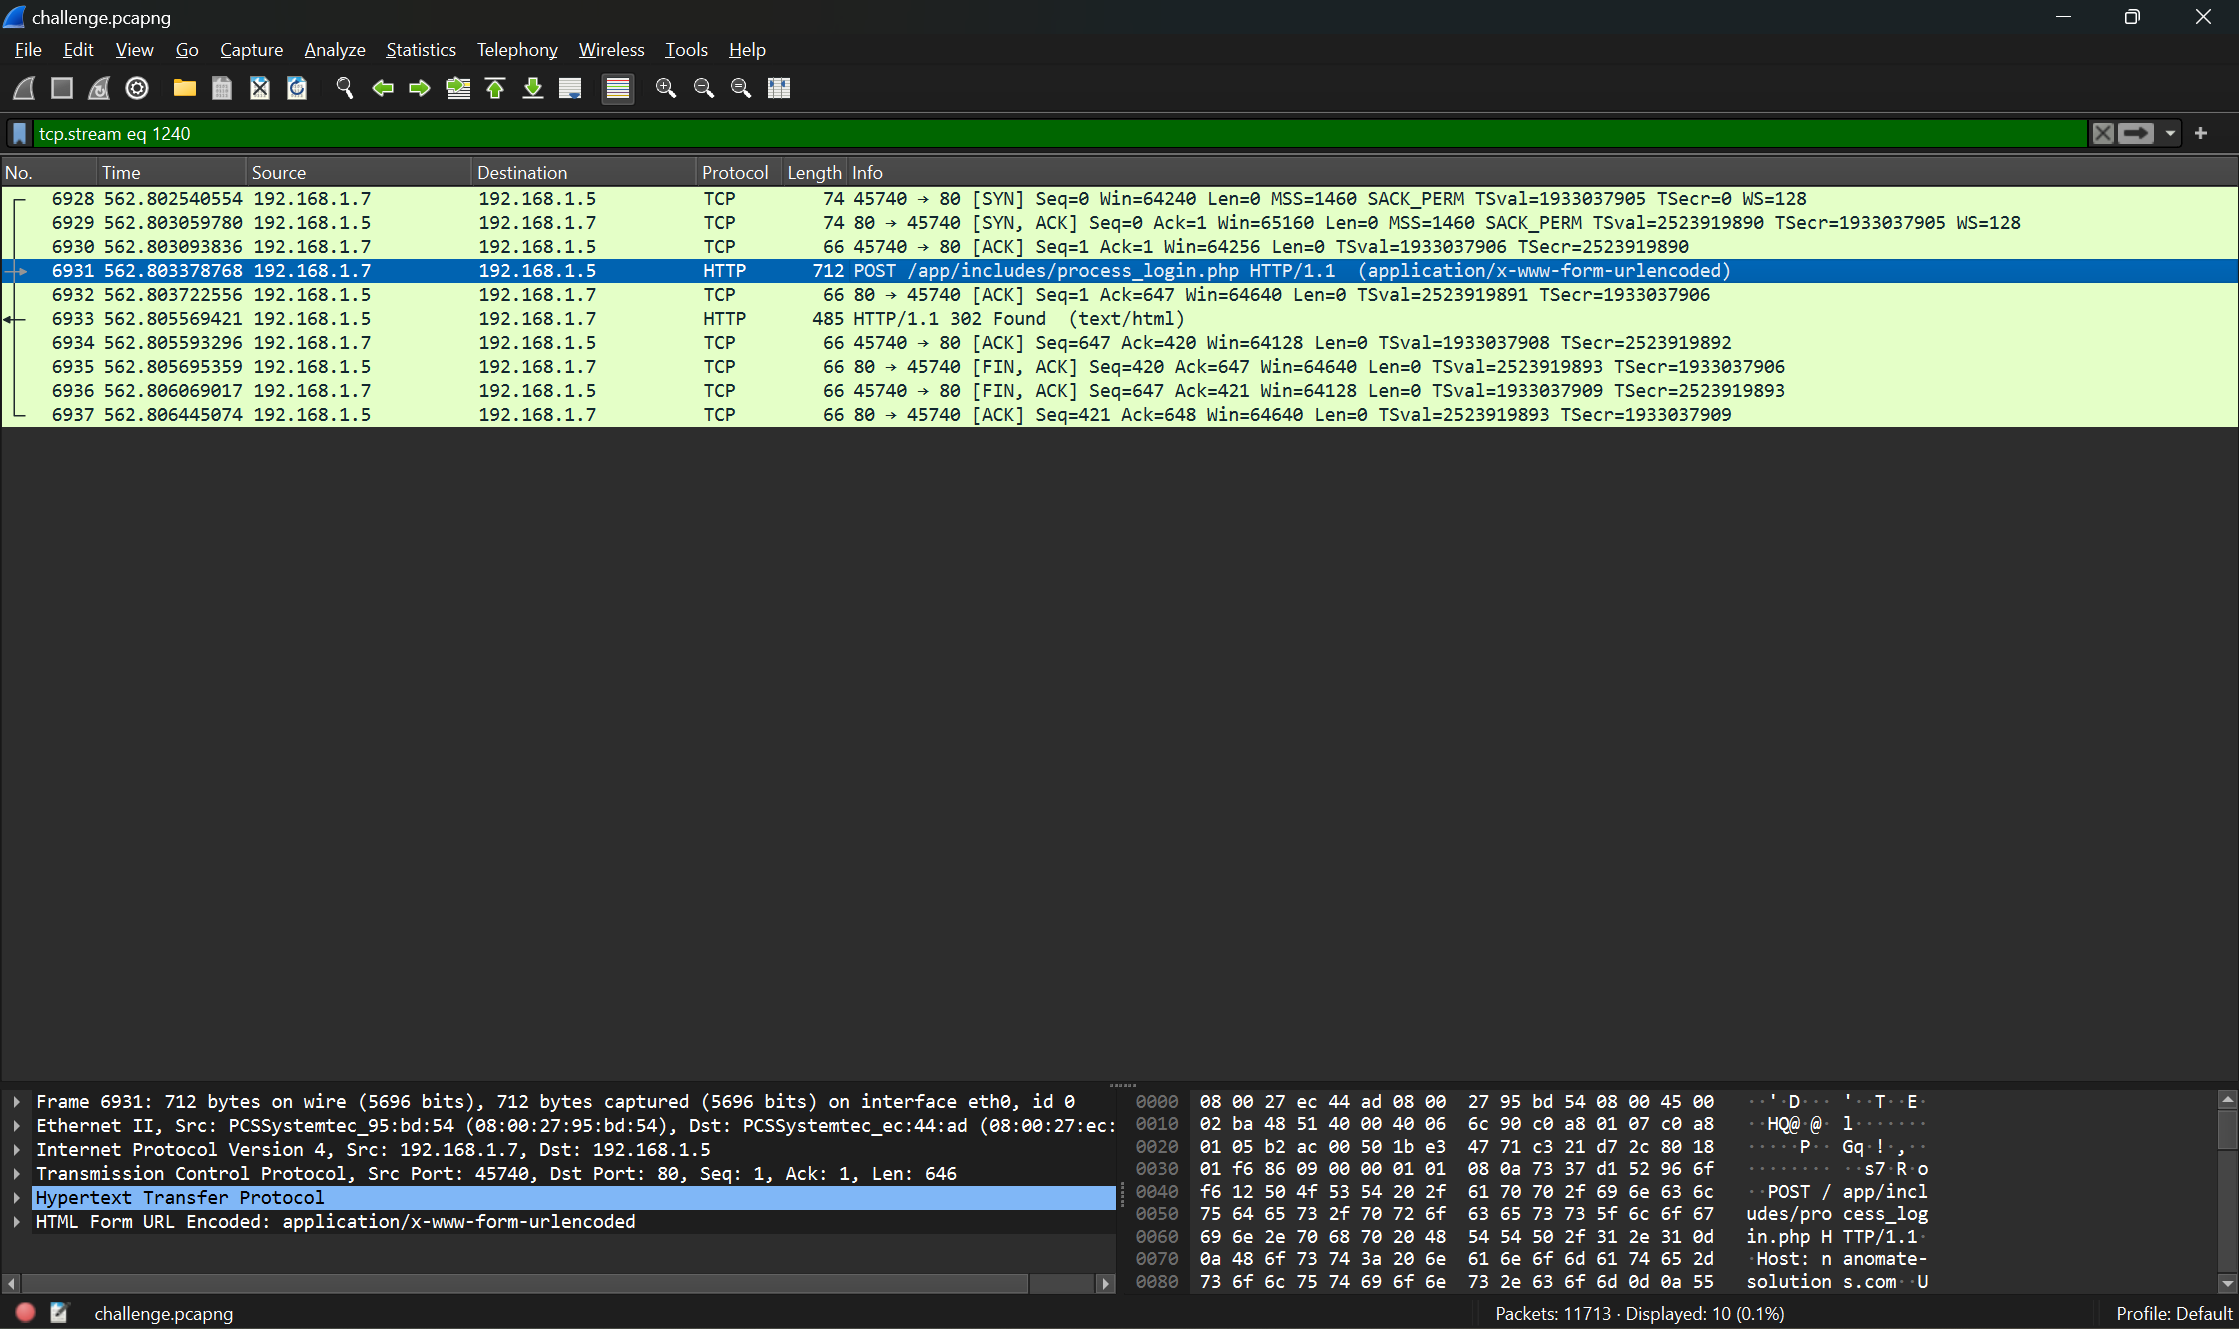 challenge.pcapng
File Edit View Go Capture Analyze Statistics Telephony Wireless Tools Help
tcp.stream eq 1240
No. Time Source Destination Protocol Length Info
6928 562.802540554 192.168.1.7 192.168.1.5 TCP 74 45740 → 80 [SYN] Seq=0 Win=64240 Len=0 MSS=1460 SACK_PERM TSval=1933037905 TSecr=0 WS=128
6929 562.803059780 192.168.1.5 192.168.1.7 TCP 74 80 → 45740 [SYN, ACK] Seq=0 Ack=1 Win=65160 Len=0 MSS=1460 SACK_PERM TSval=2523919890 TSecr=1933037905 WS=128
6930 562.803093836 192.168.1.7 192.168.1.5 TCP 66 45740 → 80 [ACK] Seq=1 Ack=1 Win=64256 Len=0 TSval=1933037906 TSecr=2523919890
6931 562.803378768 192.168.1.7 192.168.1.5 HTTP 712 POST /app/includes/process_login.php HTTP/1.1 (application/x-www-form-urlencoded)
6932 562.803722556 192.168.1.5 192.168.1.7 TCP 66 80 → 45740 [ACK] Seq=1 Ack=647 Win=64640 Len=0 TSval=2523919891 TSecr=1933037906
6933 562.805569421 192.168.1.5 192.168.1.7 HTTP 485 HTTP/1.1 302 Found (text/html)
6934 562.805593296 192.168.1.7 192.168.1.5 TCP 66 45740 → 80 [ACK] Seq=647 Ack=420 Win=64128 Len=0 TSval=1933037908 TSecr=2523919892
6935 562.805695359 192.168.1.5 192.168.1.7 TCP 66 80 → 45740 [FIN, ACK] Seq=420 Ack=647 Win=64640 Len=0 TSval=2523919893 TSecr=1933037906
6936 562.806069017 192.168.1.7 192.168.1.5 TCP 66 45740 → 80 [FIN, ACK] Seq=647 Ack=421 Win=64128 Len=0 TSval=1933037909 TSecr=2523919893
6937 562.806445074 192.168.1.5 192.168.1.7 TCP 66 80 → 45740 [ACK] Seq=421 Ack=648 Win=64640 Len=0 TSval=2523919893 TSecr=1933037909
Frame 6931: 712 bytes on wire (5696 bits), 712 bytes captured (5696 bits) on interface eth0, id 0
Ethernet II, Src: PCSSystemtec_95:bd:54 (08:00:27:95:bd:54), Dst: PCSSystemtec_ec:44:ad (08:00:27:ec:
Internet Protocol Version 4, Src: 192.168.1.7, Dst: 192.168.1.5
Transmission Control Protocol, Src Port: 45740, Dst Port: 80, Seq: 1, Ack: 1, Len: 646
Hypertext Transfer Protocol
HTML Form URL Encoded: application/x-www-form-urlencoded
0000 08 00 27 ec 44 ad 08 00 27 95 bd 54 08 00 45 00 ··'·D··· '··T··E·
0010 02 ba 48 51 40 00 40 06 6c 90 c0 a8 01 07 c0 a8 ··HQ@·@· l·······
0020 01 05 b2 ac 00 50 1b e3 47 71 c3 21 d7 2c 80 18 ·····P·· Gq·!·,··
0030 01 f6 86 09 00 00 01 01 08 0a 73 37 d1 52 96 6f ········ ··s7·R·o
0040 f6 12 50 4f 53 54 20 2f 61 70 70 2f 69 6e 63 6c ··POST / app/incl
0050 75 64 65 73 2f 70 72 6f 63 65 73 73 5f 6c 6f 67 udes/pro cess_log
0060 69 6e 2e 70 68 70 20 48 54 54 50 2f 31 2e 31 0d in.php H TTP/1.1·
0070 0a 48 6f 73 74 3a 20 6e 61 6e 6f 6d 61 74 65 2d ·Host: n anomate-
0080 73 6f 6c 75 74 69 6f 6e 73 2e 63 6f 6d 0d 0a 55 solution s.com··U
challenge.pcapng Packets: 11713 · Displayed: 10 (0.1%) Profile: Default